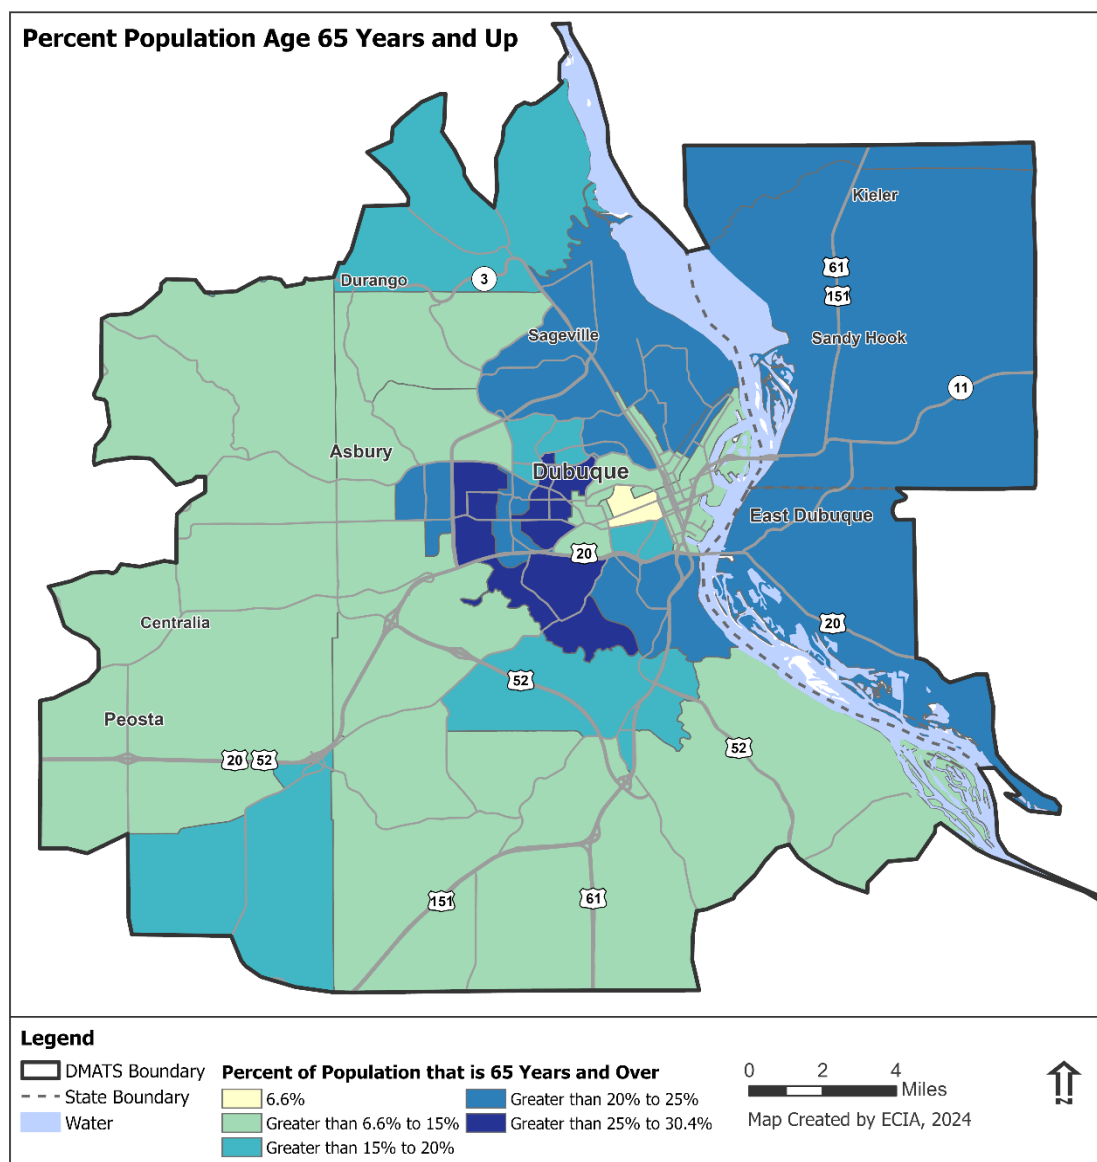 Percent Population Age 65 Years and Up
Kieler
61
151
Durango
3
Sageville
Sandy Hook
11
Asbury
Dubuque
East Dubuque
20
Centralia
20
52
Peosta
20
52
52
151
61
Legend
DMATS Boundary
State Boundary
Water
Percent of Population that is 65 Years and Over
6.6%
Greater than 6.6% to 15%
Greater than 15% to 20%
Greater than 20% to 25%
Greater than 25% to 30.4%
0 2 4
Miles
Map Created by ECIA, 2024
N